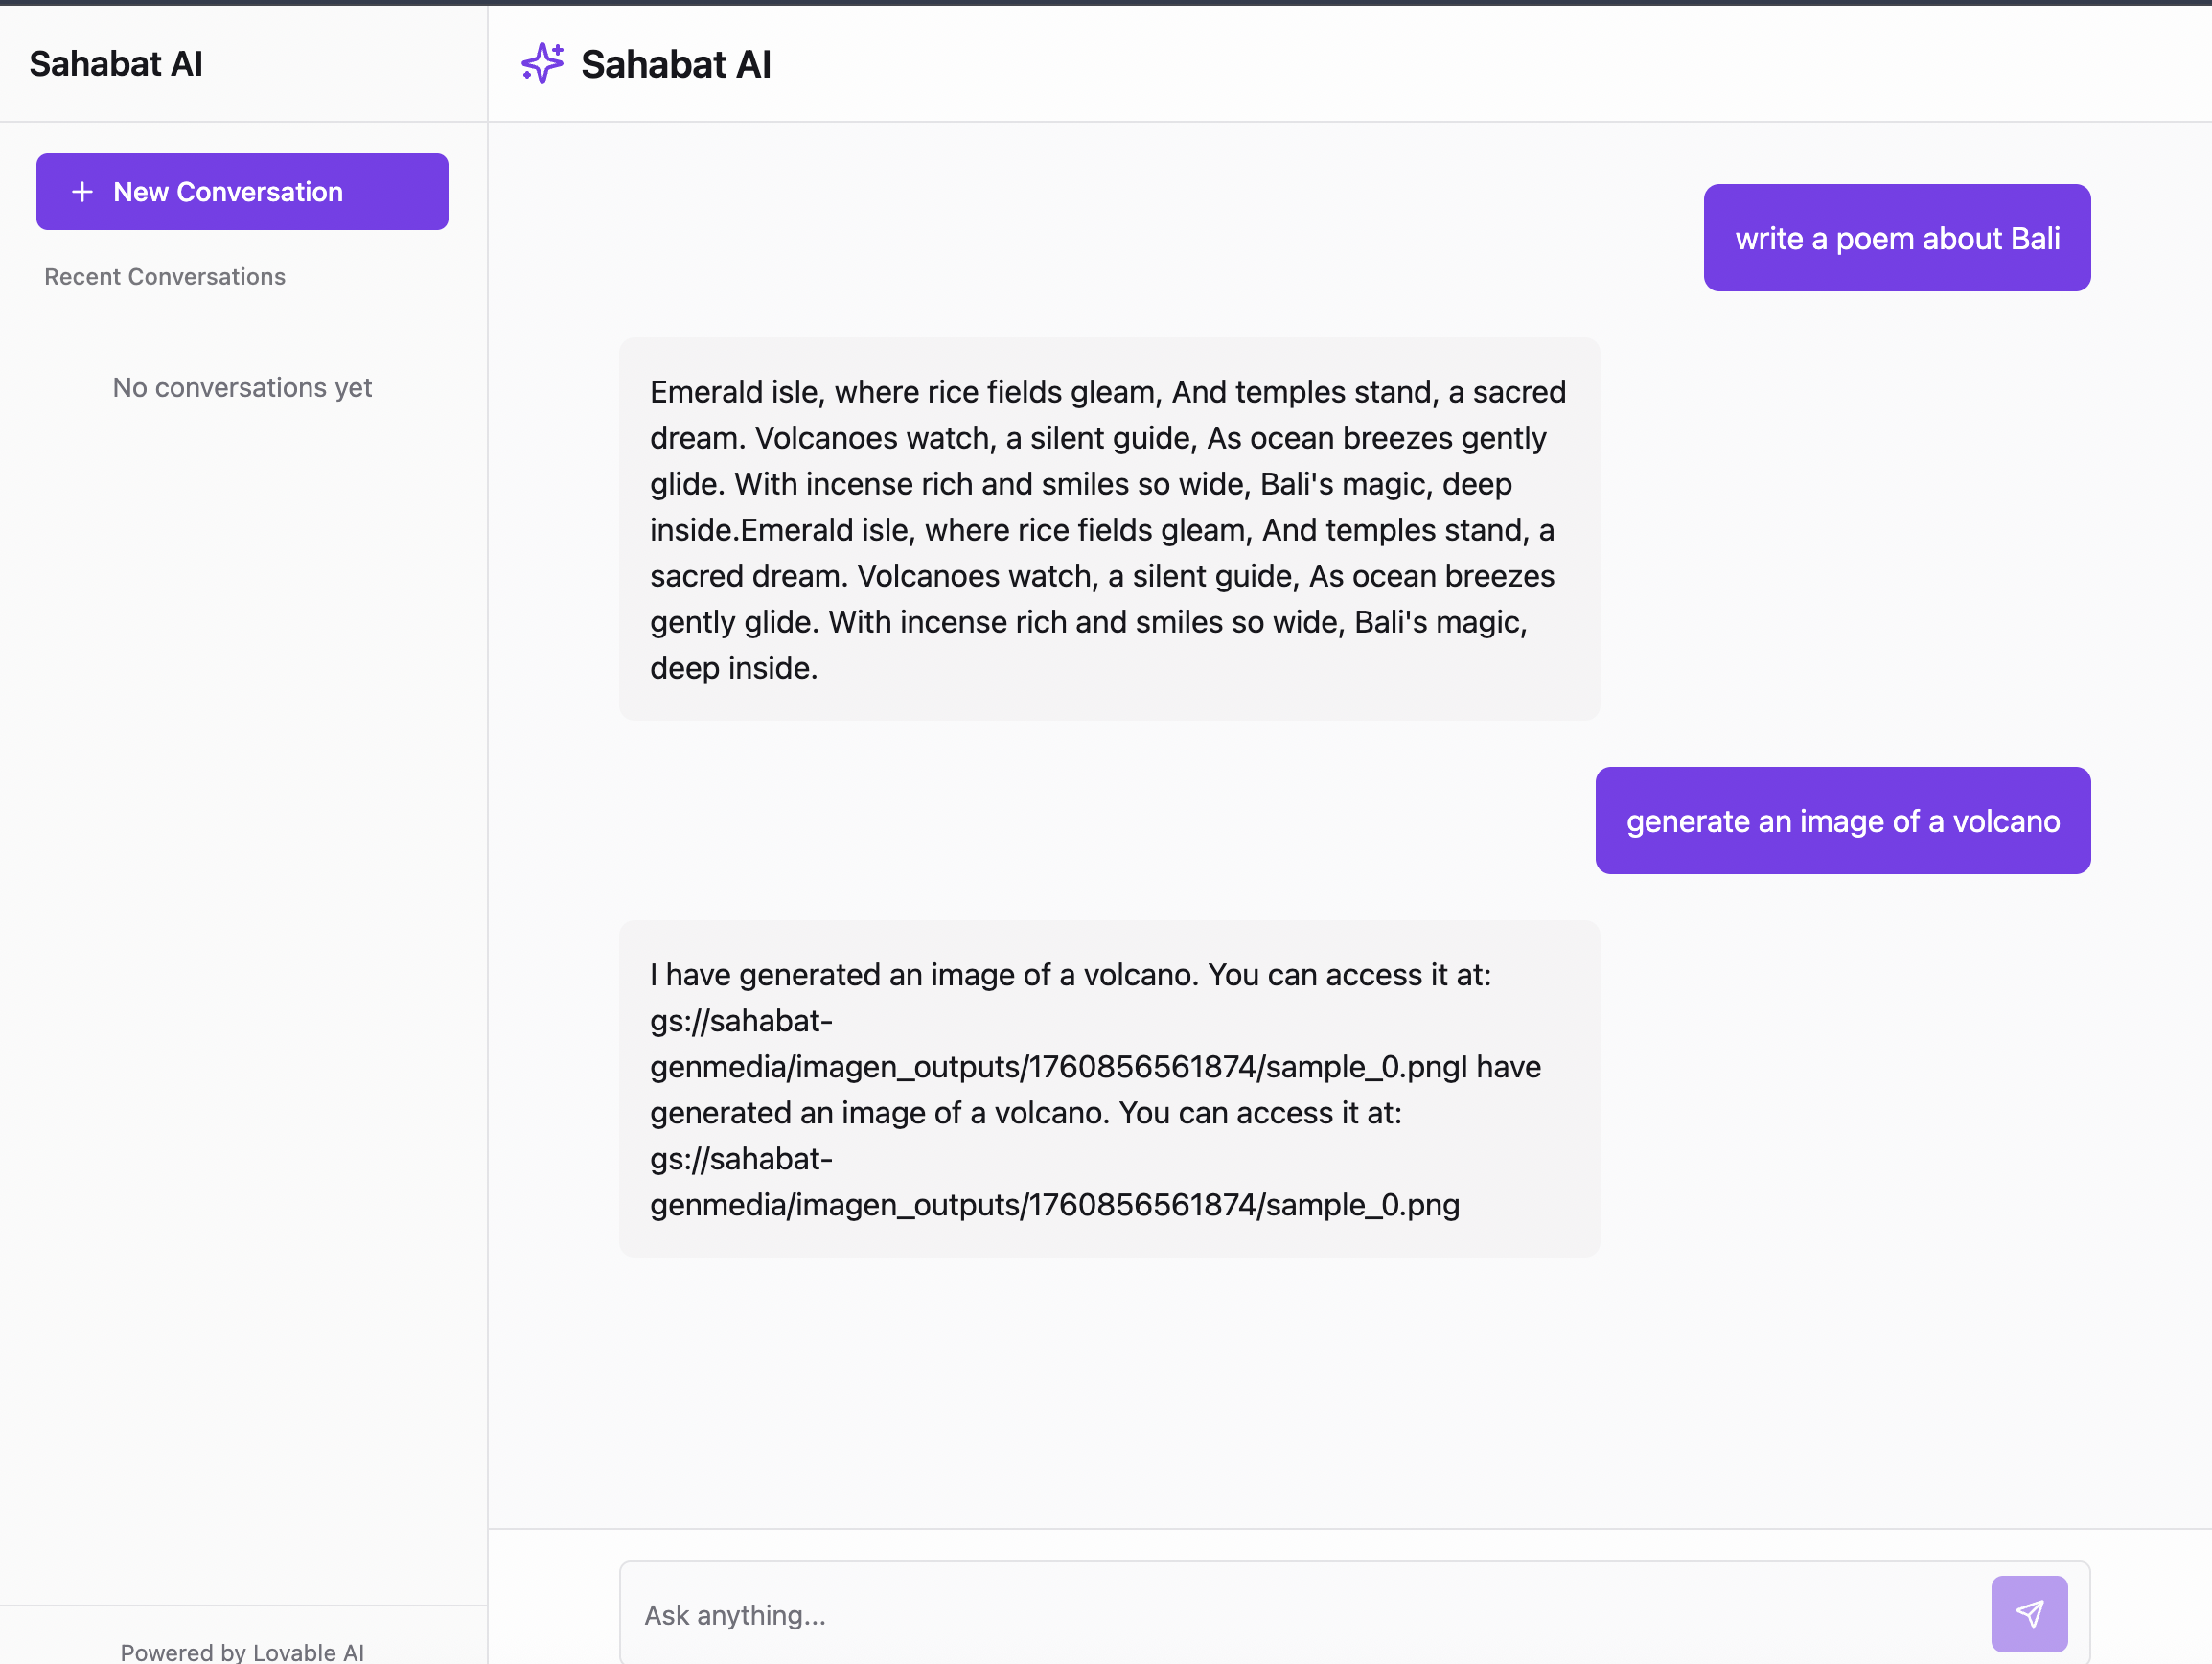 Sahabat AI
Sahabat AI
New Conversation
Recent Conversations
No conversations yet
write a poem about Bali
Emerald isle, where rice fields gleam, And temples stand, a sacred
dream. Volcanoes watch, a silent guide, As ocean breezes gently
glide. With incense rich and smiles so wide, Bali's magic, deep
inside.Emerald isle, where rice fields gleam, And temples stand, a
sacred dream. Volcanoes watch, a silent guide, As ocean breezes
gently glide. With incense rich and smiles so wide, Bali's magic,
deep inside.
generate an image of a volcano
I have generated an image of a volcano. You can access it at:
gs://sahabat-
genmedia/imagen_outputs/1760856561874/sample_0.pngI have
generated an image of a volcano. You can access it at:
gs://sahabat-
genmedia/imagen_outputs/1760856561874/sample_0.png
Ask anything...
Powered by Lovable AI